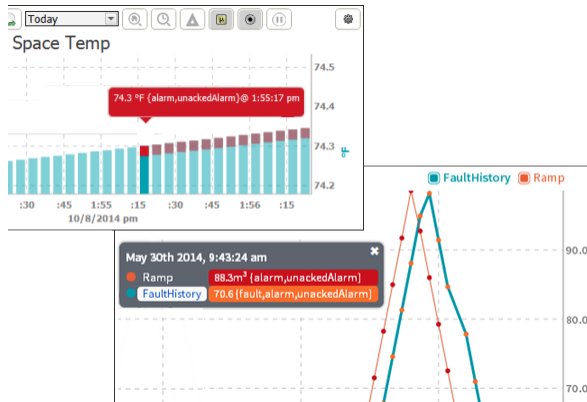 Today
Space Temp
74.5
74.3 °F {alarm,unackedAlarm}@ 1:55:17 pm
74.4
74.3
°F
74.2
:30 :45 1:55 :15 :30 :45 1:56 :15
10/8/2014 pm
FaultHistory Ramp
May 30th 2014, 9:43:24 am
Ramp 88.3m³ {alarm,unackedAlarm}
FaultHistory 70.6 {fault,alarm,unackedAlarm}
90.0
80.0
70.0